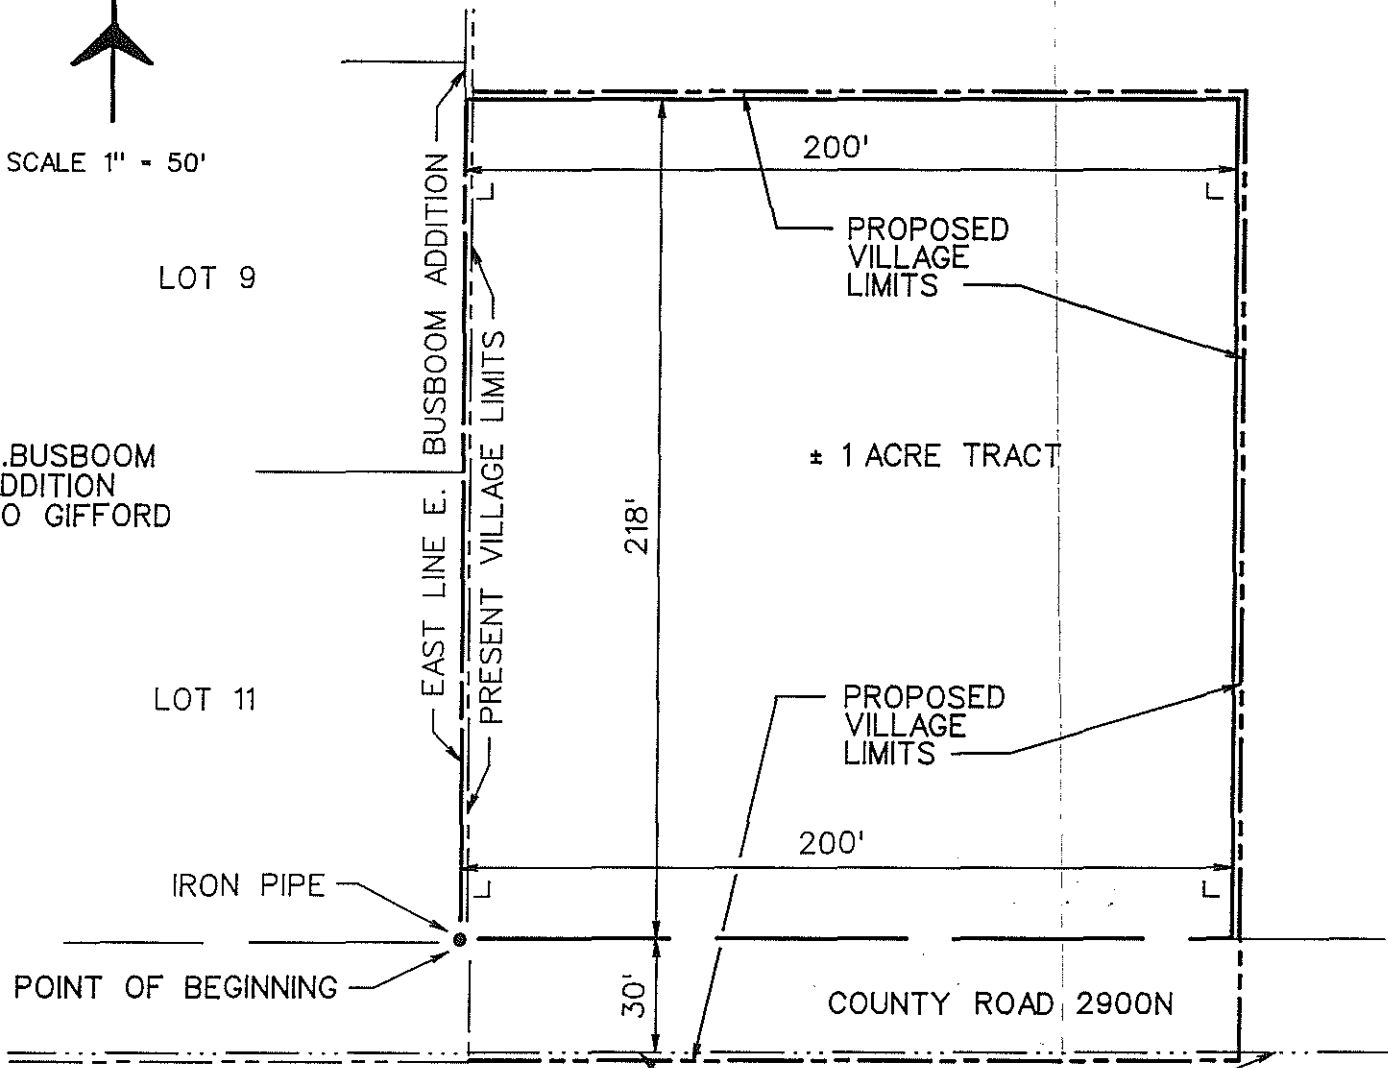 SCALE 1" = 50'
200'
LOT 9
EAST LINE E. BUSBOOM ADDITION
PRESENT VILLAGE LIMITS
PROPOSED
VILLAGE
LIMITS
.BUSBOOM
DDITION
O GIFFORD
± 1 ACRE TRACT
218'
LOT 11
PROPOSED
VILLAGE
LIMITS
200'
IRON PIPE
POINT OF BEGINNING
30'
COUNTY ROAD 2900N